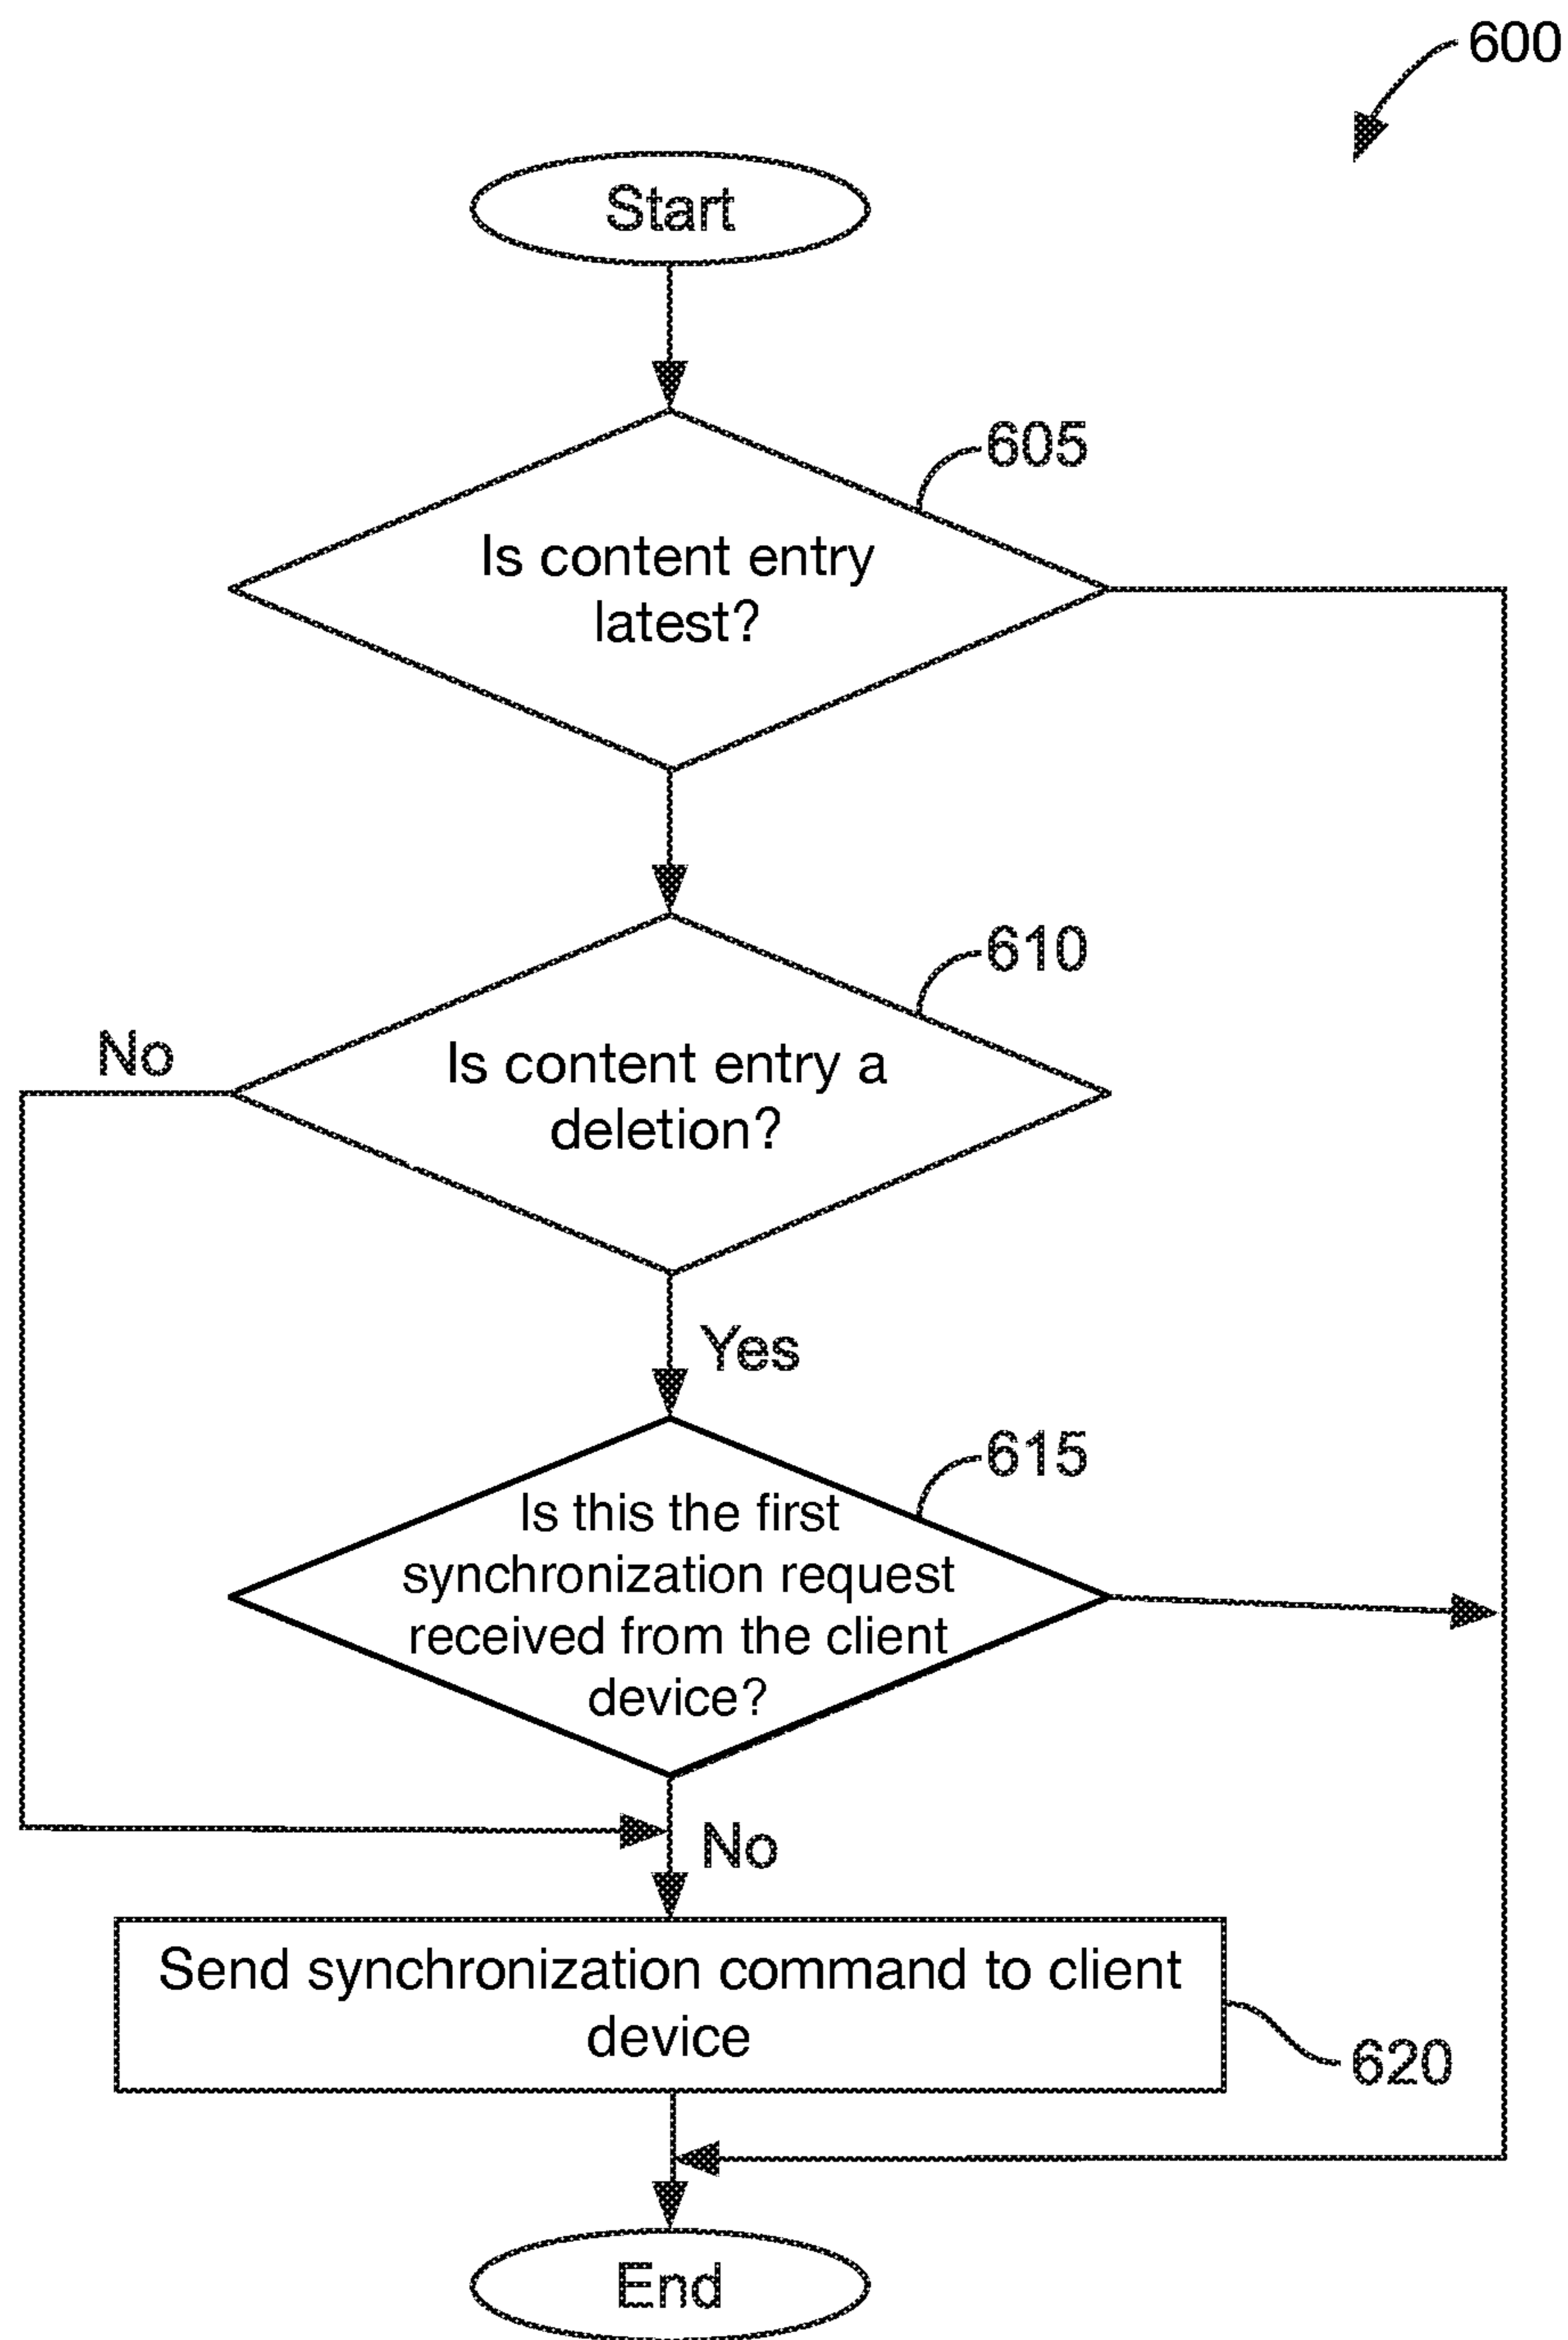 600
Start
605
Is content entry
latest?
610
No
Is content entry a
deletion?
Yes
615
Is this the first
synchronization request
received from the client
device?
No
Send synchronization command to client
device
620
End